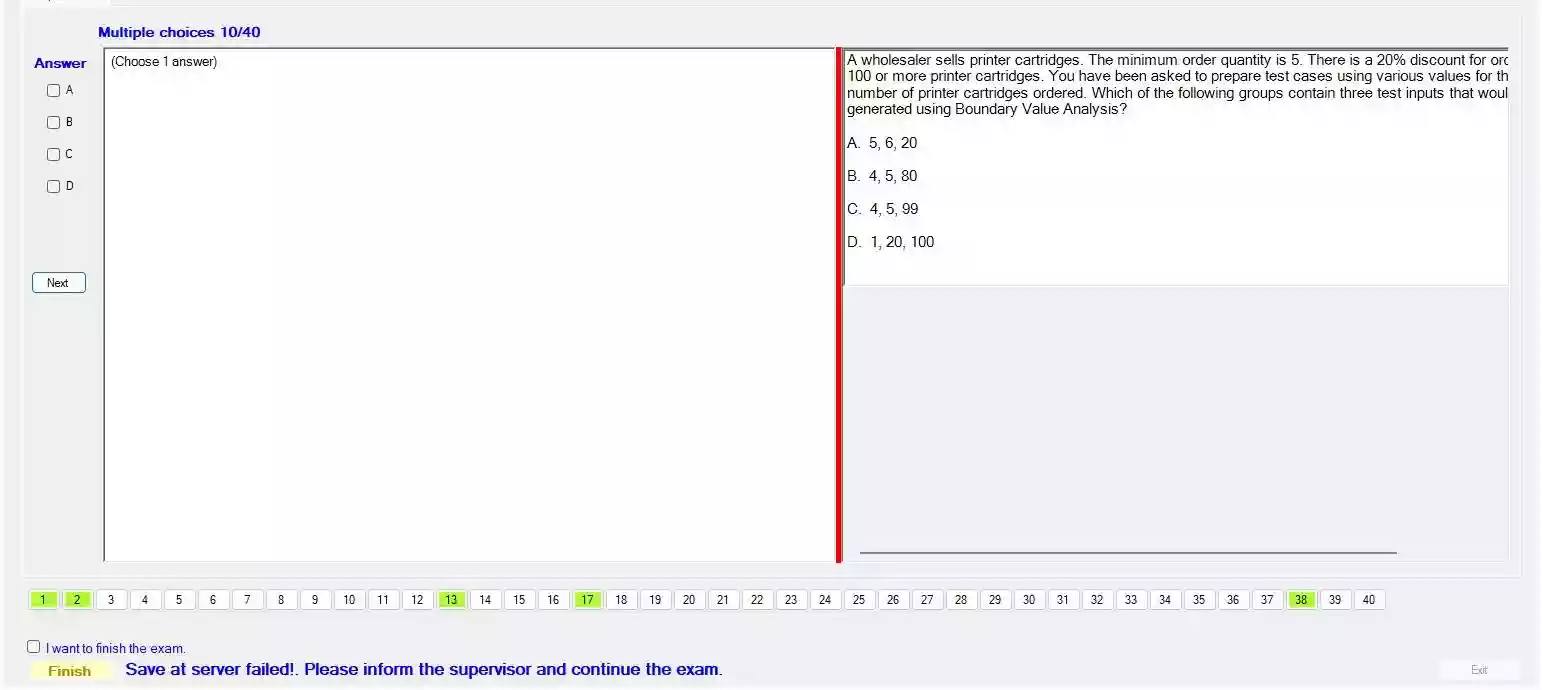 Multiple choices 10/40
Answer
(Choose 1 answer)
A
B
C
D
Next
A wholesaler sells printer cartridges. The minimum order quantity is 5. There is a 20% discount for
100 or more printer cartridges. You have been asked to prepare test cases using various values for
number of printer cartridges ordered. Which of the following groups contain three test inputs that
generated using Boundary Value Analysis?
A. 5, 6, 20
B. 4, 5, 80
C. 4, 5, 99
D. 1, 20, 100
1 2 3 4 5 6 7 8 9 10 11 12 13 14 15 16 17 18 19 20 21 22 23 24 25 26 27 28 29 30 31 32 33 34 35 36 37 38 39 40
I want to finish the exam.
Finish Save at server failed!. Please inform the supervisor and continue the exam.
Exit